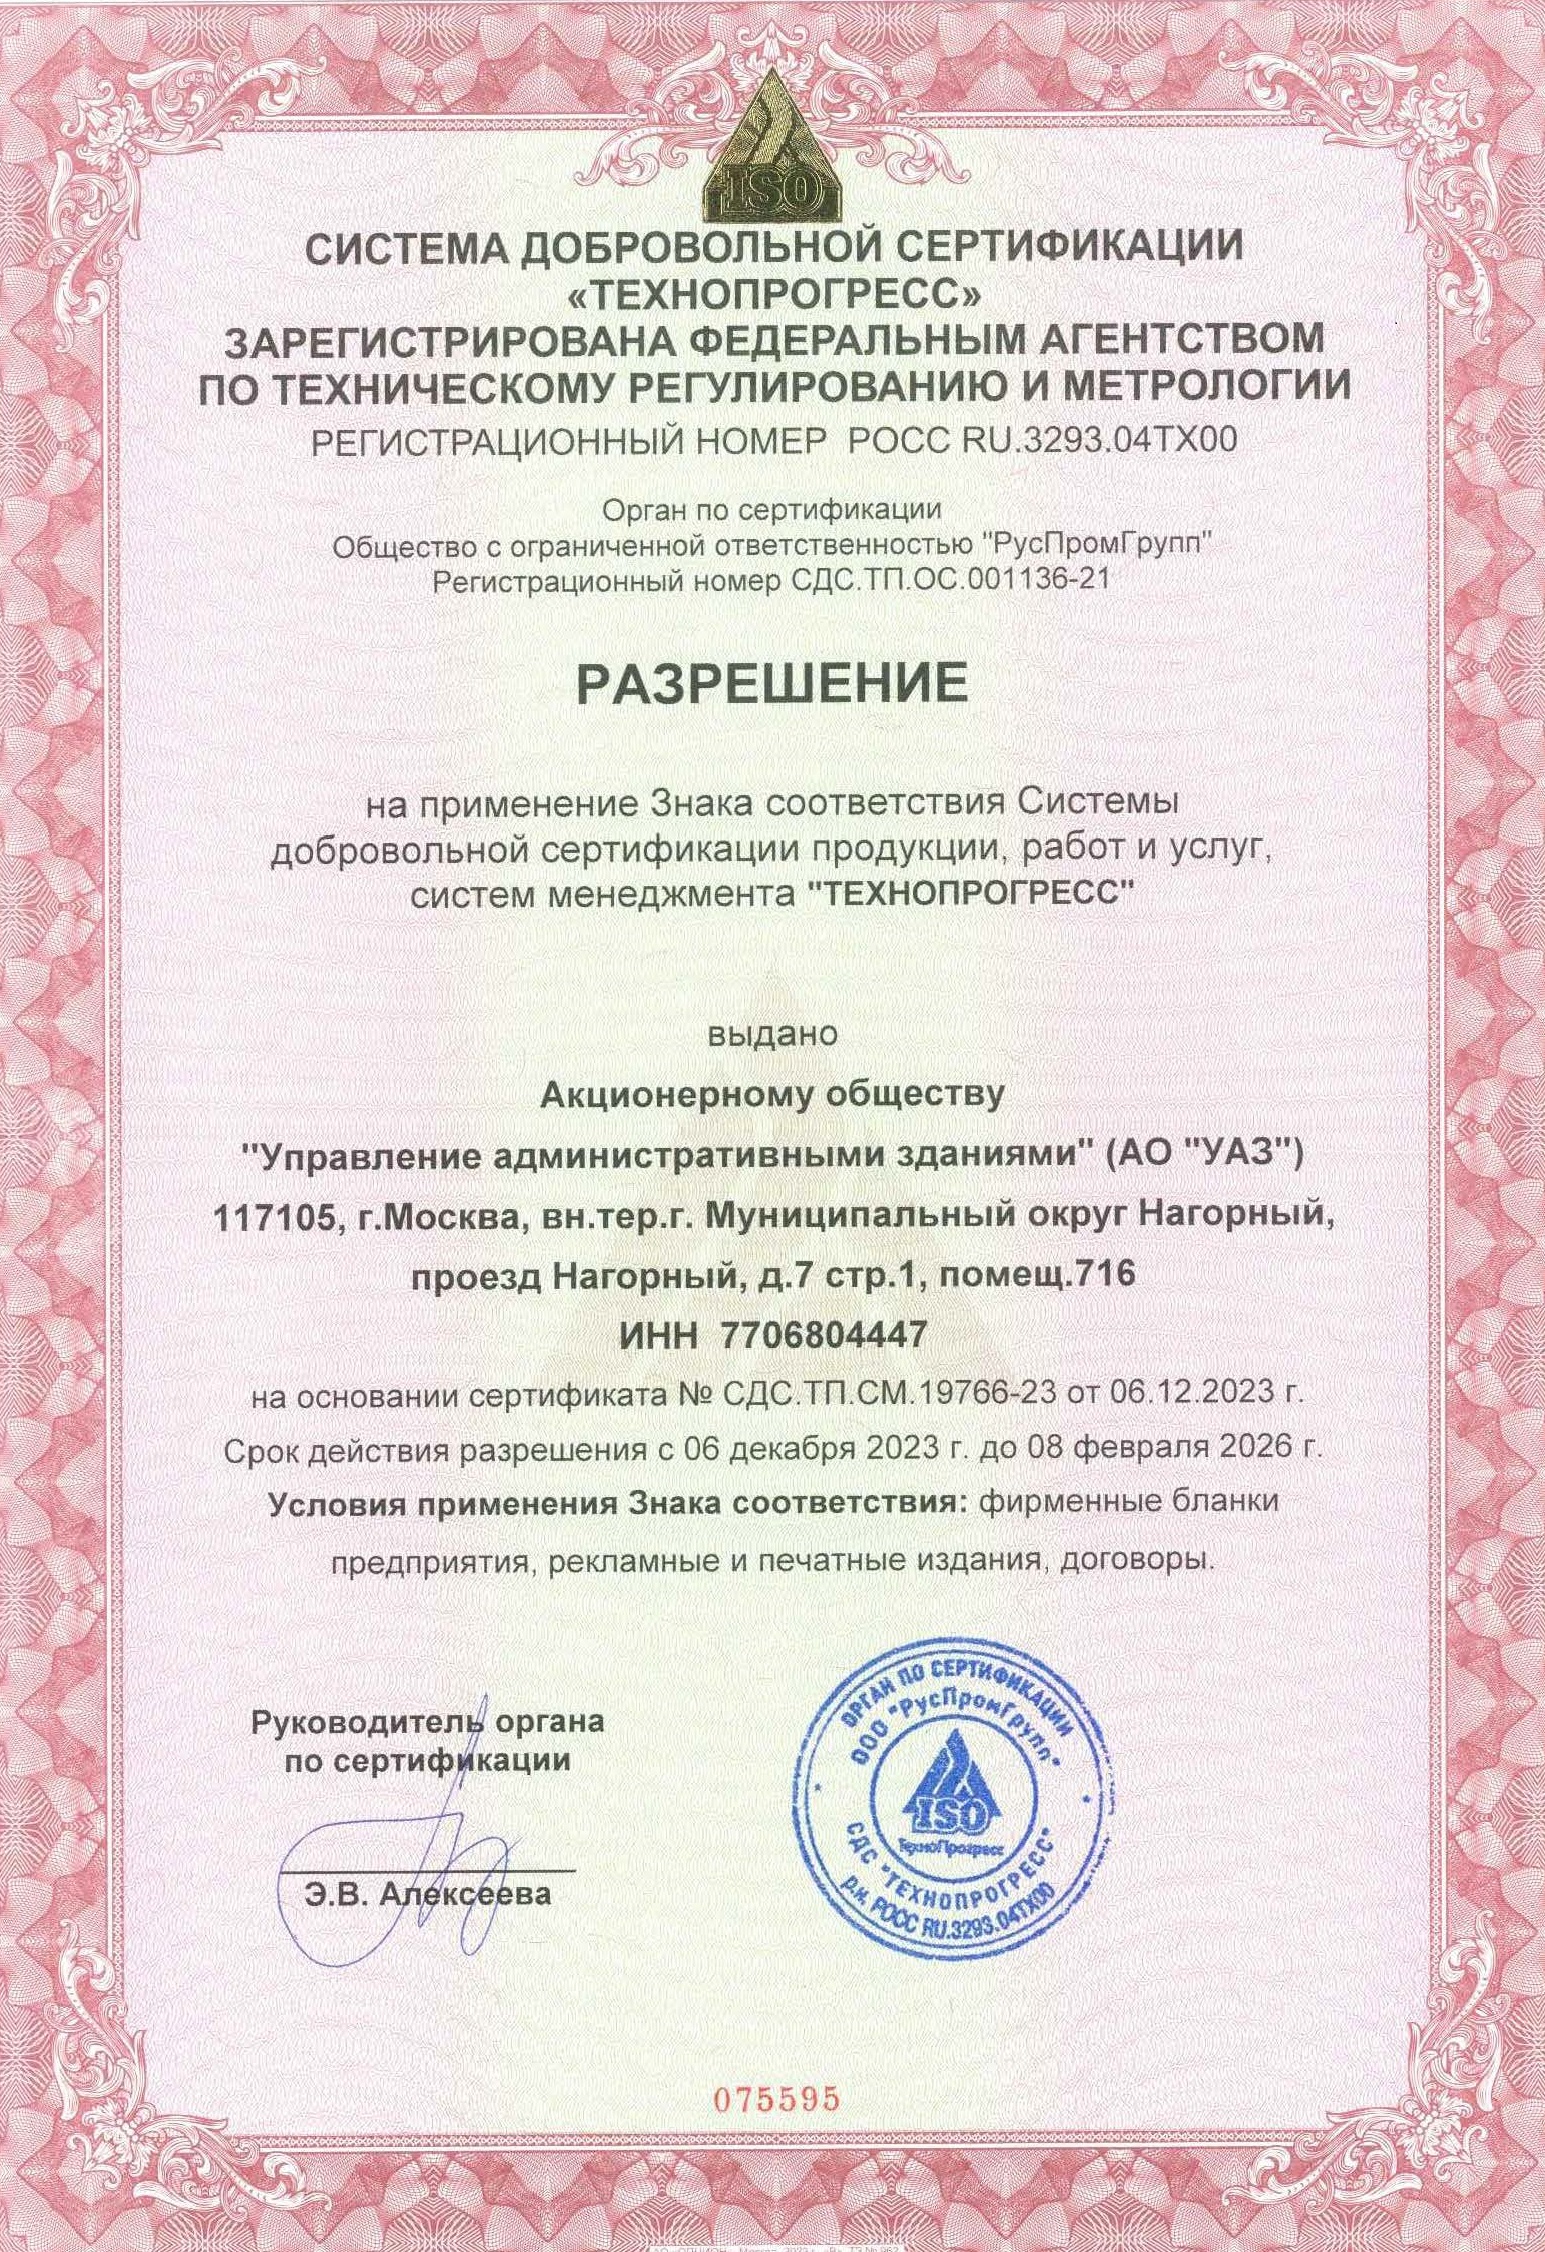 ISO
СИСТЕМА ДОБРОВОЛЬНОЙ СЕРТИФИКАЦИИ
«ТЕХНОПРОГРЕСС»
ЗАРЕГИСТРИРОВАНА ФЕДЕРАЛЬНЫМ АГЕНТСТВОМ
ПО ТЕХНИЧЕСКОМУ РЕГУЛИРОВАНИЮ И МЕТРОЛОГИИ
РЕГИСТРАЦИОННЫЙ НОМЕР РОСС RU.3293.04ТХ00
Орган по сертификации
Общество с ограниченной ответственностью "РусПромГрупп"
Регистрационный номер СДС.ТП.ОС.001136-21
РАЗРЕШЕНИЕ
на применение Знака соответствия Системы
добровольной сертификации продукции, работ и услуг,
систем менеджмента "ТЕХНОПРОГРЕСС"
выдано
Акционерному обществу
"Управление административными зданиями" (АО "УАЗ")
117105, г.Москва, вн.тер.г. Муниципальный округ Нагорный,
проезд Нагорный, д.7 стр.1, помещ.716
ИНН 7706804447
на основании сертификата № СДС.ТП.СМ.19766-23 от 06.12.2023 г.
Срок действия разрешения с 06 декабря 2023 г. до 08 февраля 2026 г.
Условия применения Знака соответствия: фирменные бланки
предприятия, рекламные и печатные издания, договоры.
Руководитель органа
по сертификации
Э.В. Алексеева
ОРГАН ПО СЕРТИФИКАЦИИ
ООО "РусПромГрупп"
ISO
ТехноПрогресс
СДС "ТЕХНОПРОГРЕСС"
р.н. РОСС RU.3293.04ТХ00
075595